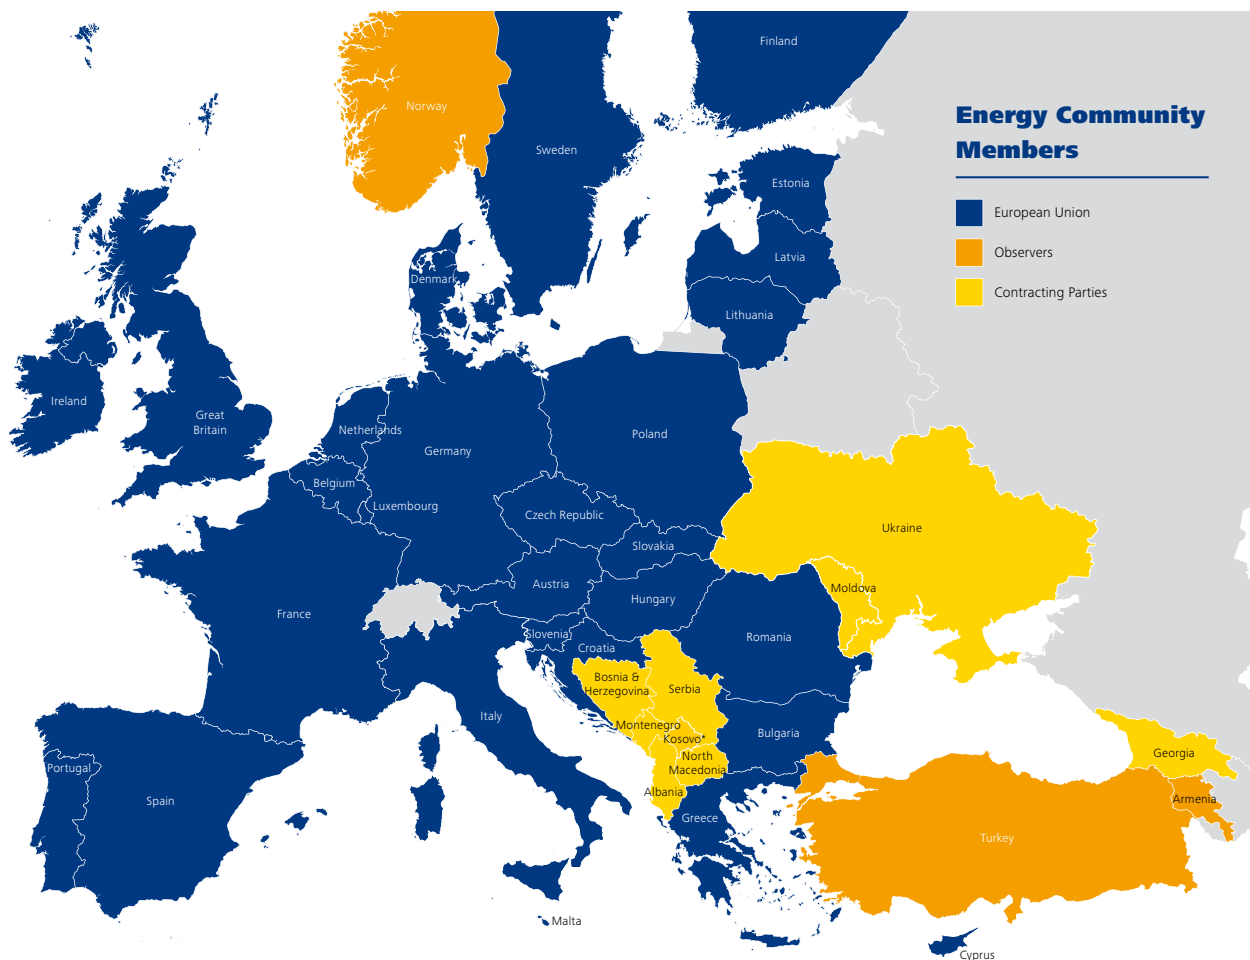 Finland
Norway
Energy Community
Members
Sweden
Estonia
European Union
Observers
Latvia
Denmark
Contracting Parties
Lithuania
Ireland
Great
Britain
Netherlands
Poland
Germany
Belgium
Luxembourg
Czech Republic
Ukraine
Slovakia
Austria
Moldova
Hungary
France
Slovenia
Romania
Croatia
Bosnia &
Herzegovina
Serbia
Italy
Montenegro
Kosovo*
Bulgaria
Georgia
North
Macedonia
Portugal
Albania
Armenia
Spain
Greece
Turkey
Malta
Cyprus